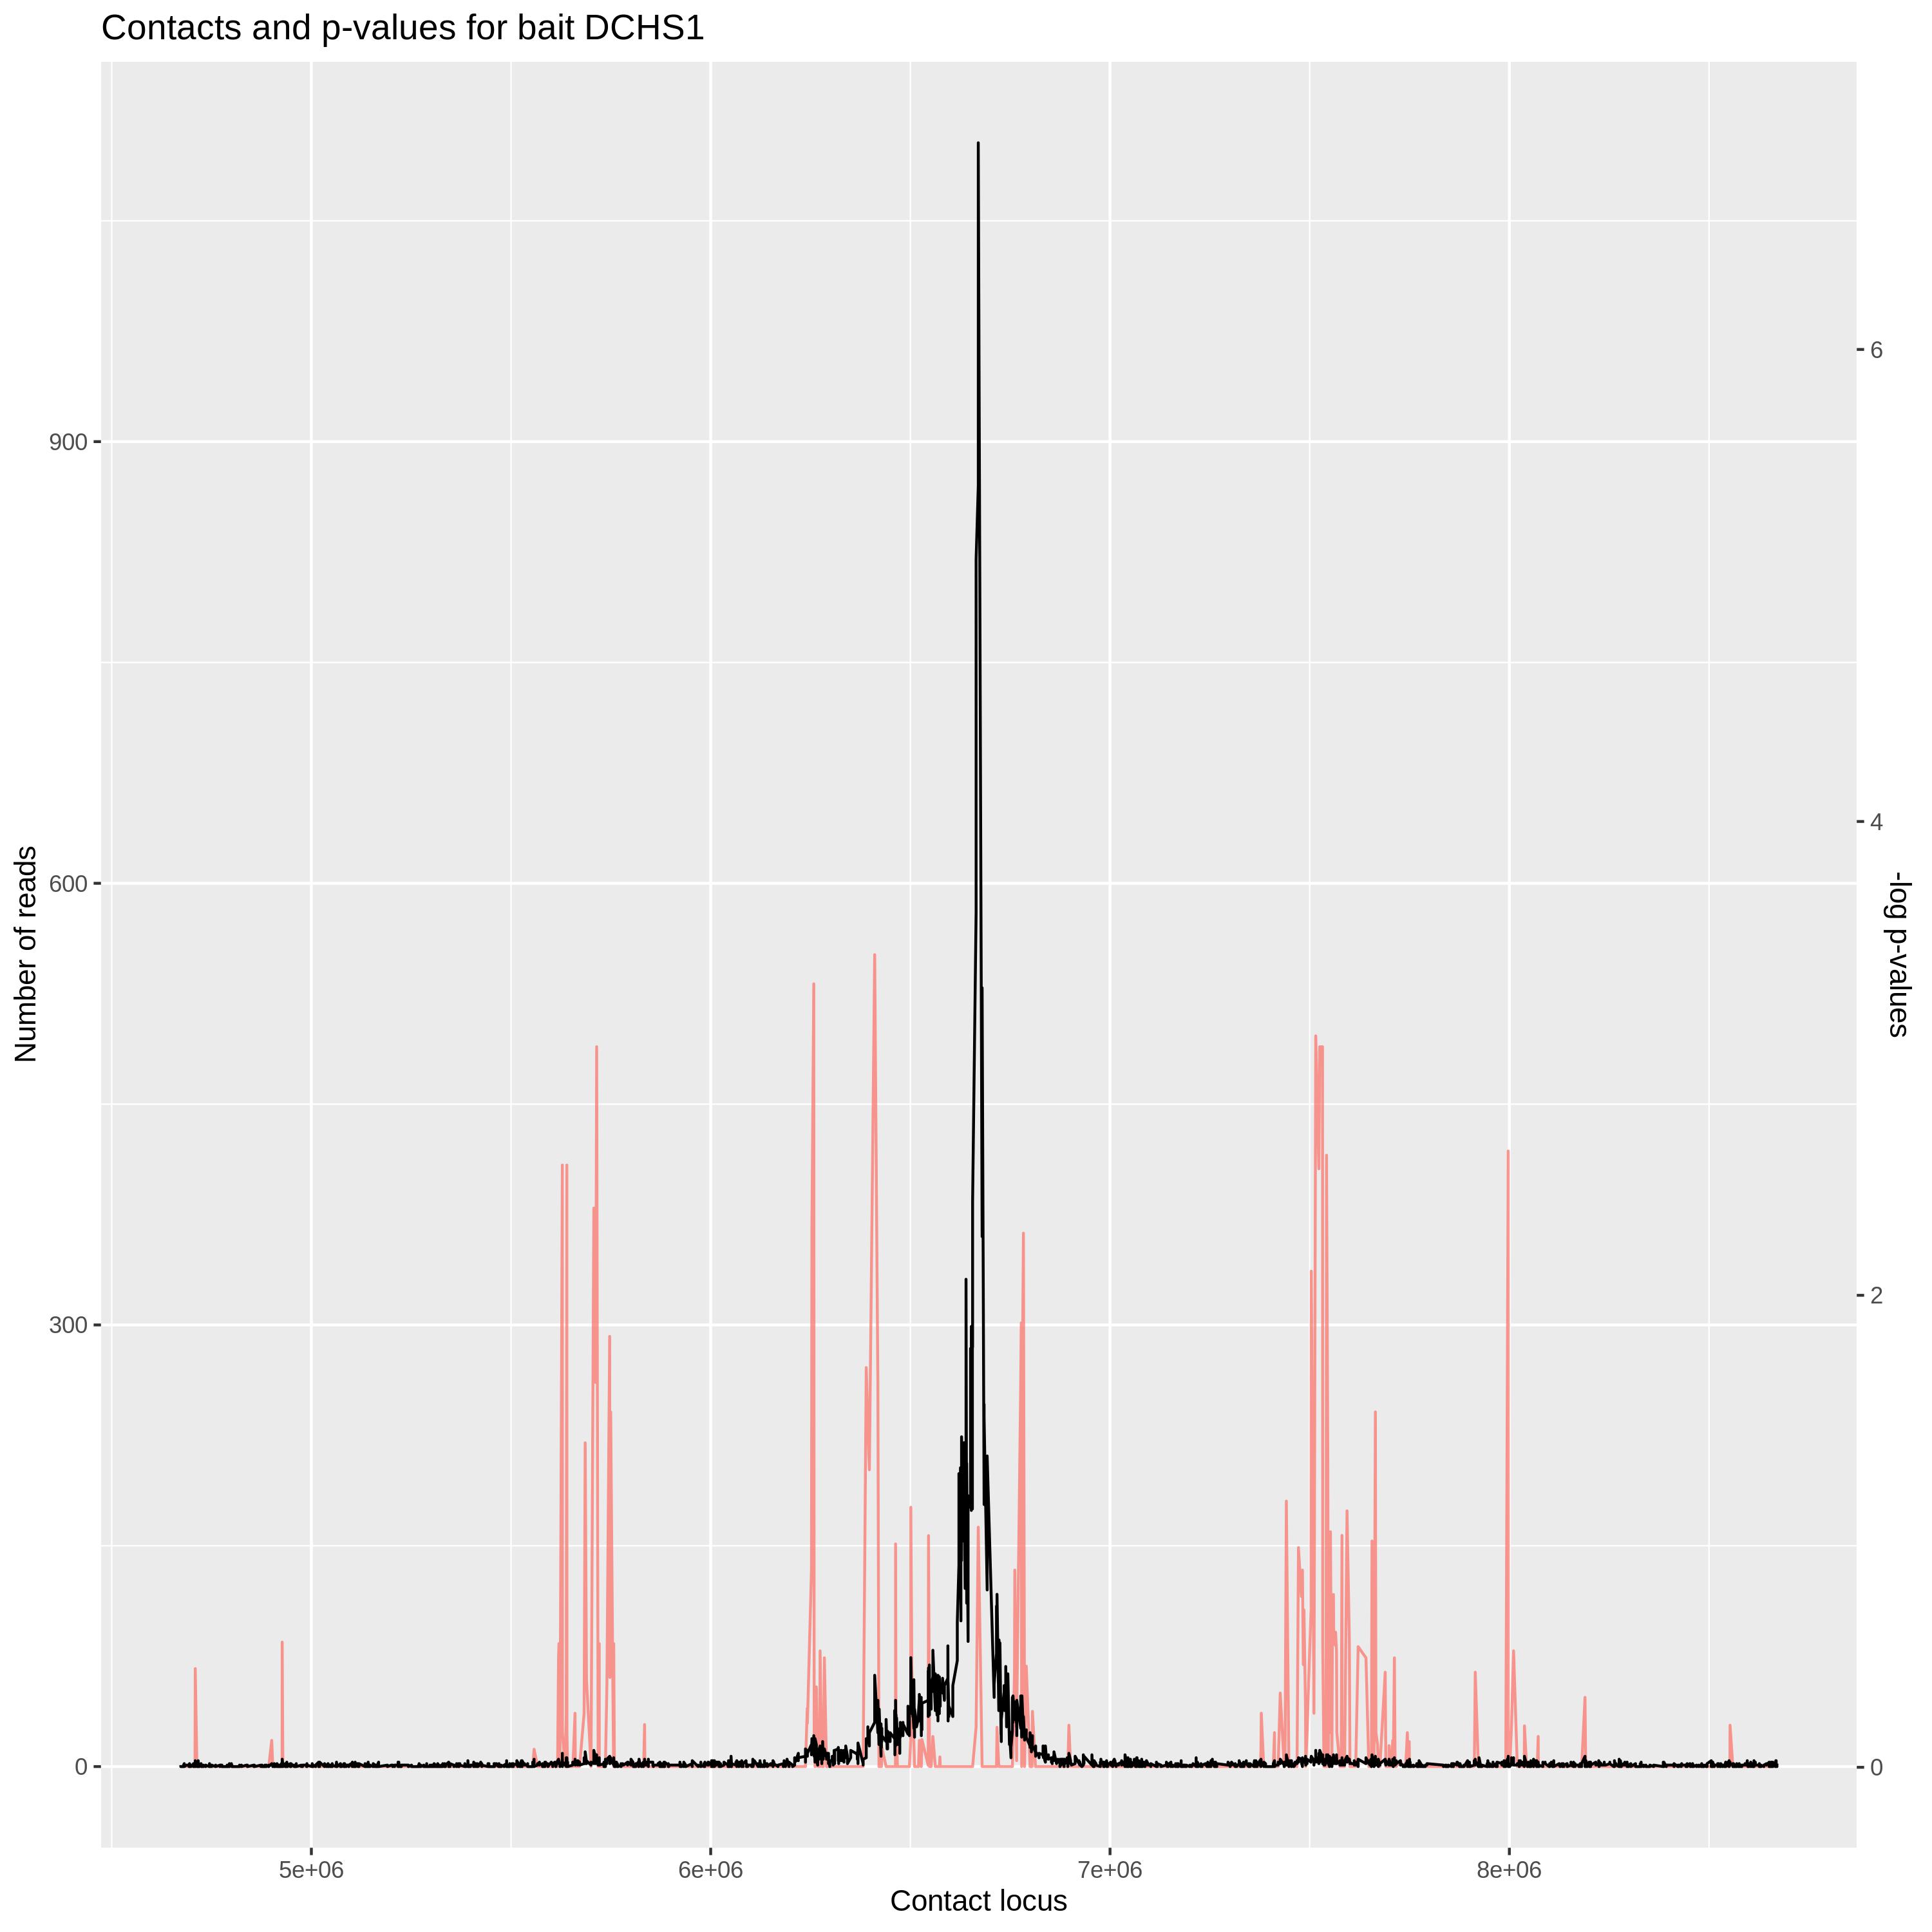 Contacts and p-values for bait DCHS1
Number of reads
900
600
300
0
-log p-values
6
4
2
0
5e+06
6e+06
7e+06
8e+06
Contact locus